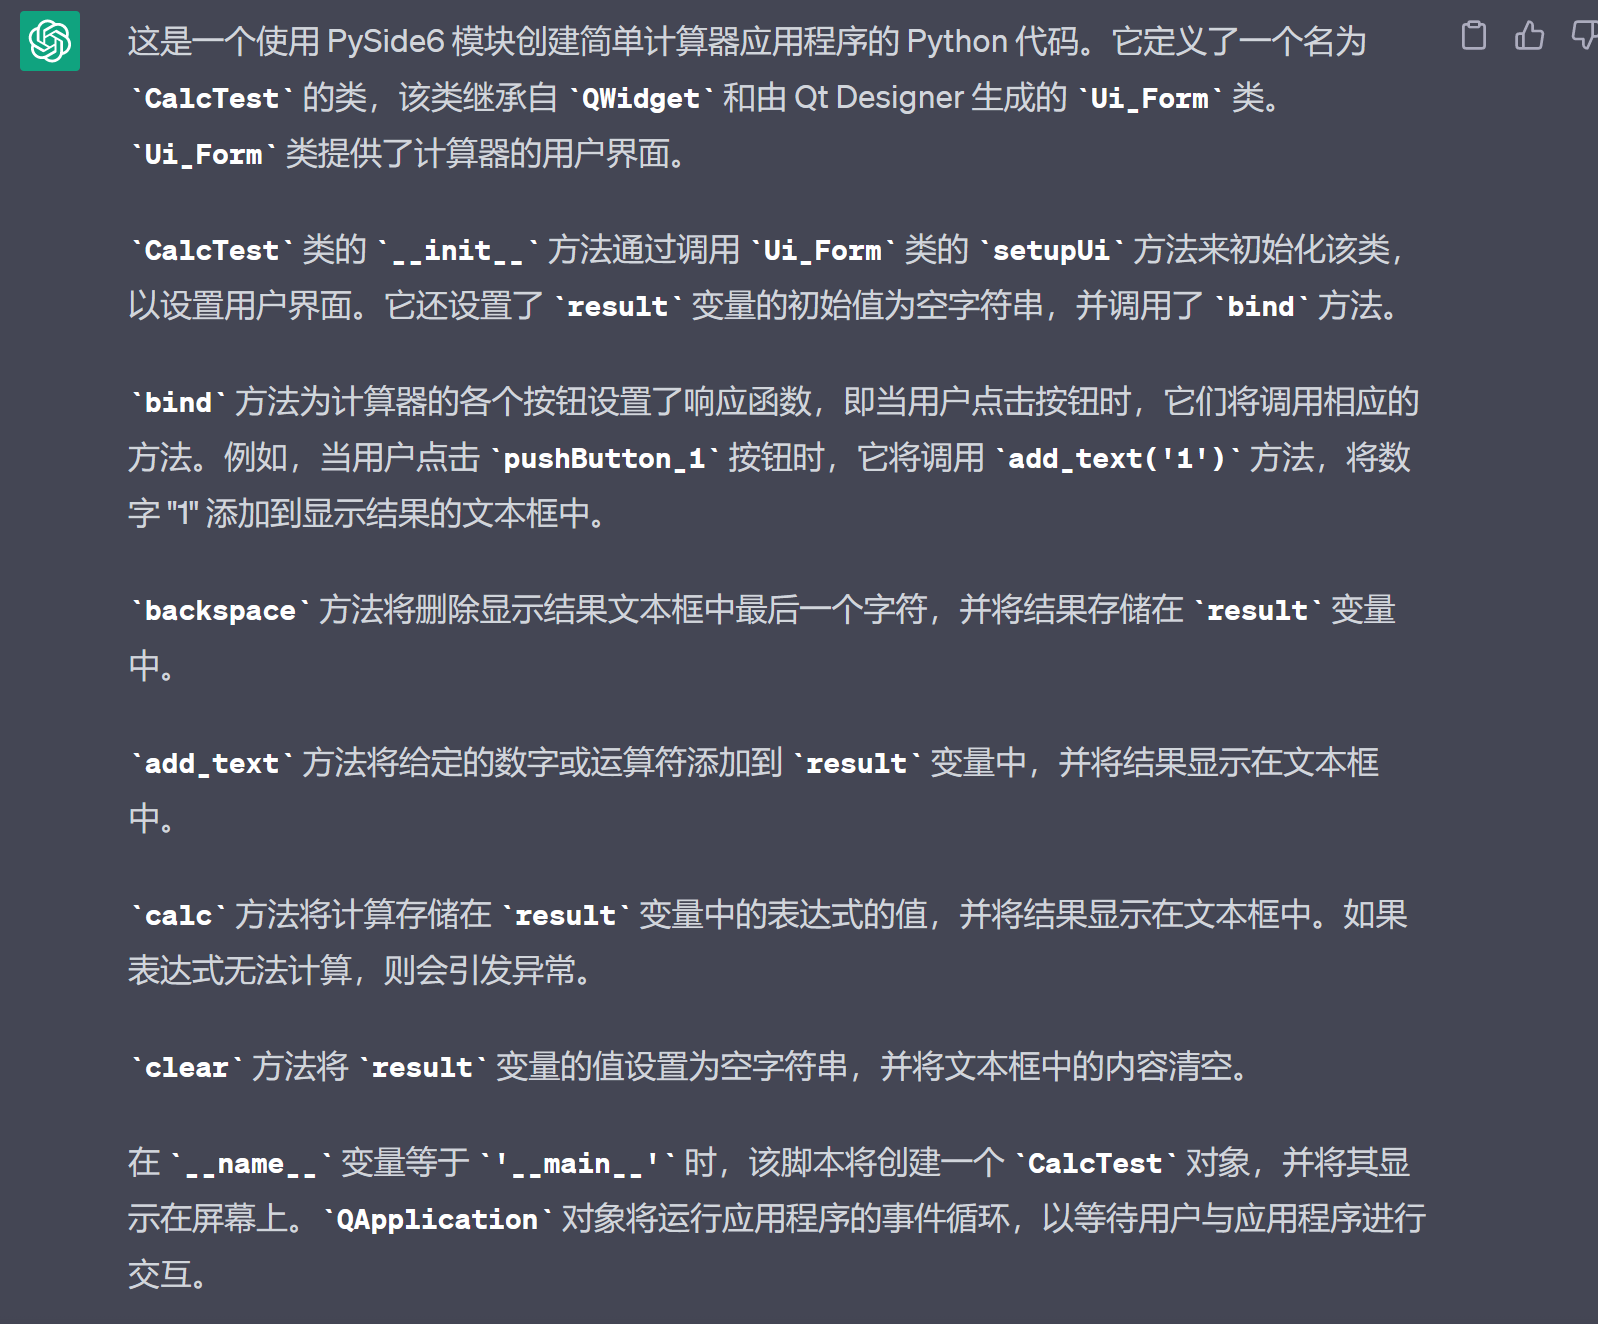 这是一个使用 PySide6 模块创建简单计算器应用程序的 Python 代码。它定义了一个名为
`CalcTest` 的类，该类继承自 `QWidget` 和由 Qt Designer 生成的 `Ui_Form` 类。
`Ui_Form` 类提供了计算器的用户界面。
`CalcTest` 类的 `__init__` 方法通过调用 `Ui_Form` 类的 `setupUi` 方法来初始化该类，
以设置用户界面。它还设置了 `result` 变量的初始值为空字符串，并调用了 `bind` 方法。
`bind` 方法为计算器的各个按钮设置了响应函数，即当用户点击按钮时，它们将调用相应的
方法。例如，当用户点击 `pushButton_1` 按钮时，它将调用 `add_text('1')` 方法，将数
字 "1" 添加到显示结果的文本框中。
`backspace` 方法将删除显示结果文本框中最后一个字符，并将结果存储在 `result` 变量
中。
`add_text` 方法将给定的数字或运算符添加到 `result` 变量中，并将结果显示在文本框
中。
`calc` 方法将计算存储在 `result` 变量中的表达式的值，并将结果显示在文本框中。如果
表达式无法计算，则会引发异常。
`clear` 方法将 `result` 变量的值设置为空字符串，并将文本框中的内容清空。
在 `__name__` 变量等于 `'__main__'` 时，该脚本将创建一个 `CalcTest` 对象，并将其显
示在屏幕上。`QApplication` 对象将运行应用程序的事件循环，以等待用户与应用程序进行
交互。